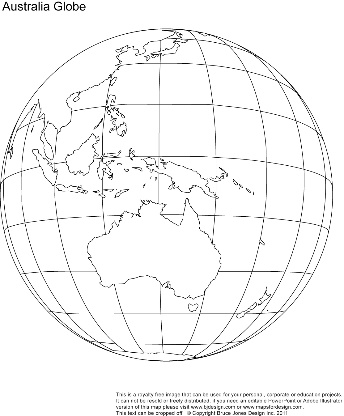 Australia Globe
This is a royalty free image that can be used for your personal, corporate or education projects.
It can not be resold or freely distributed. If you need an editable PowerPoint or Adobe Illustrator
version of this map please visit www.bjdesign.com or www.mapsfordesign.com.
This text can be cropped off. © Copyright Bruce Jones Design Inc. 2011